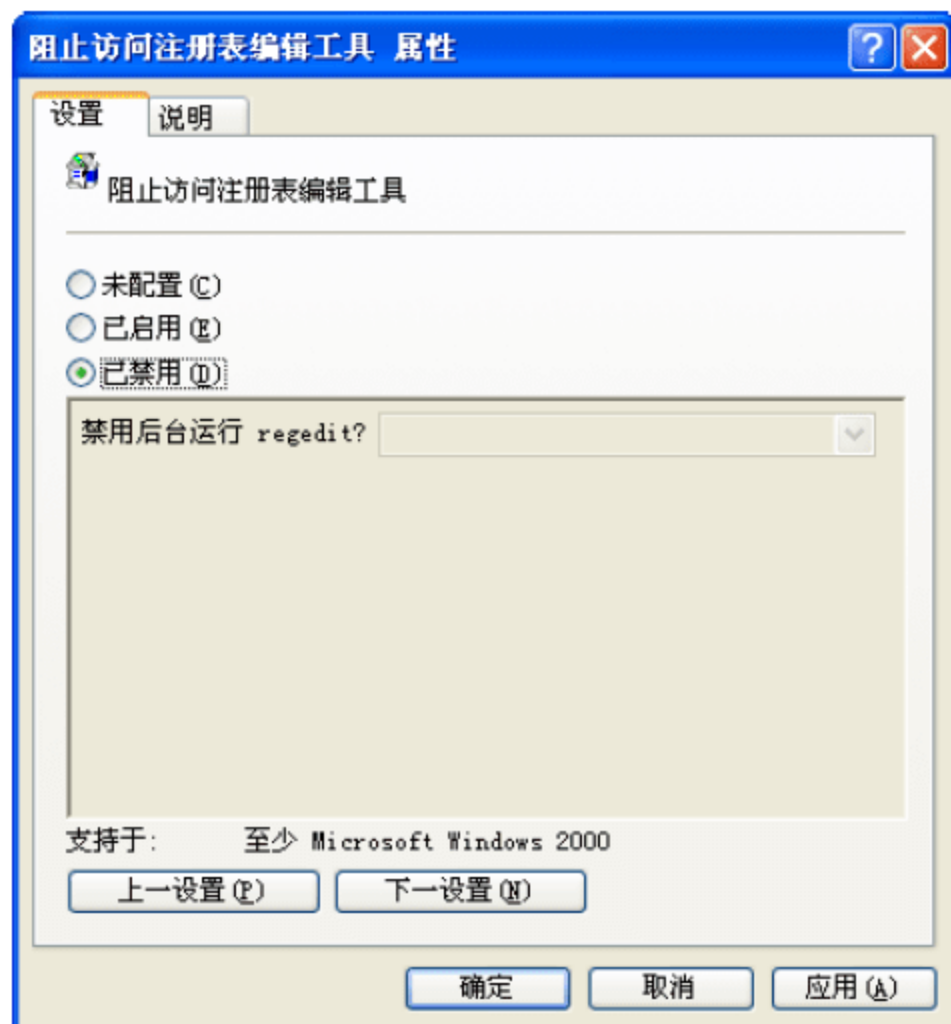 阻止访问注册表编辑工具 属性
设置 说明
阻止访问注册表编辑工具
未配置(C)
已启用(E)
已禁用(D)
禁用后台运行 regedit?
支持于: 至少 Microsoft Windows 2000
上一设置(P) 下一设置(N)
确定 取消 应用(A)